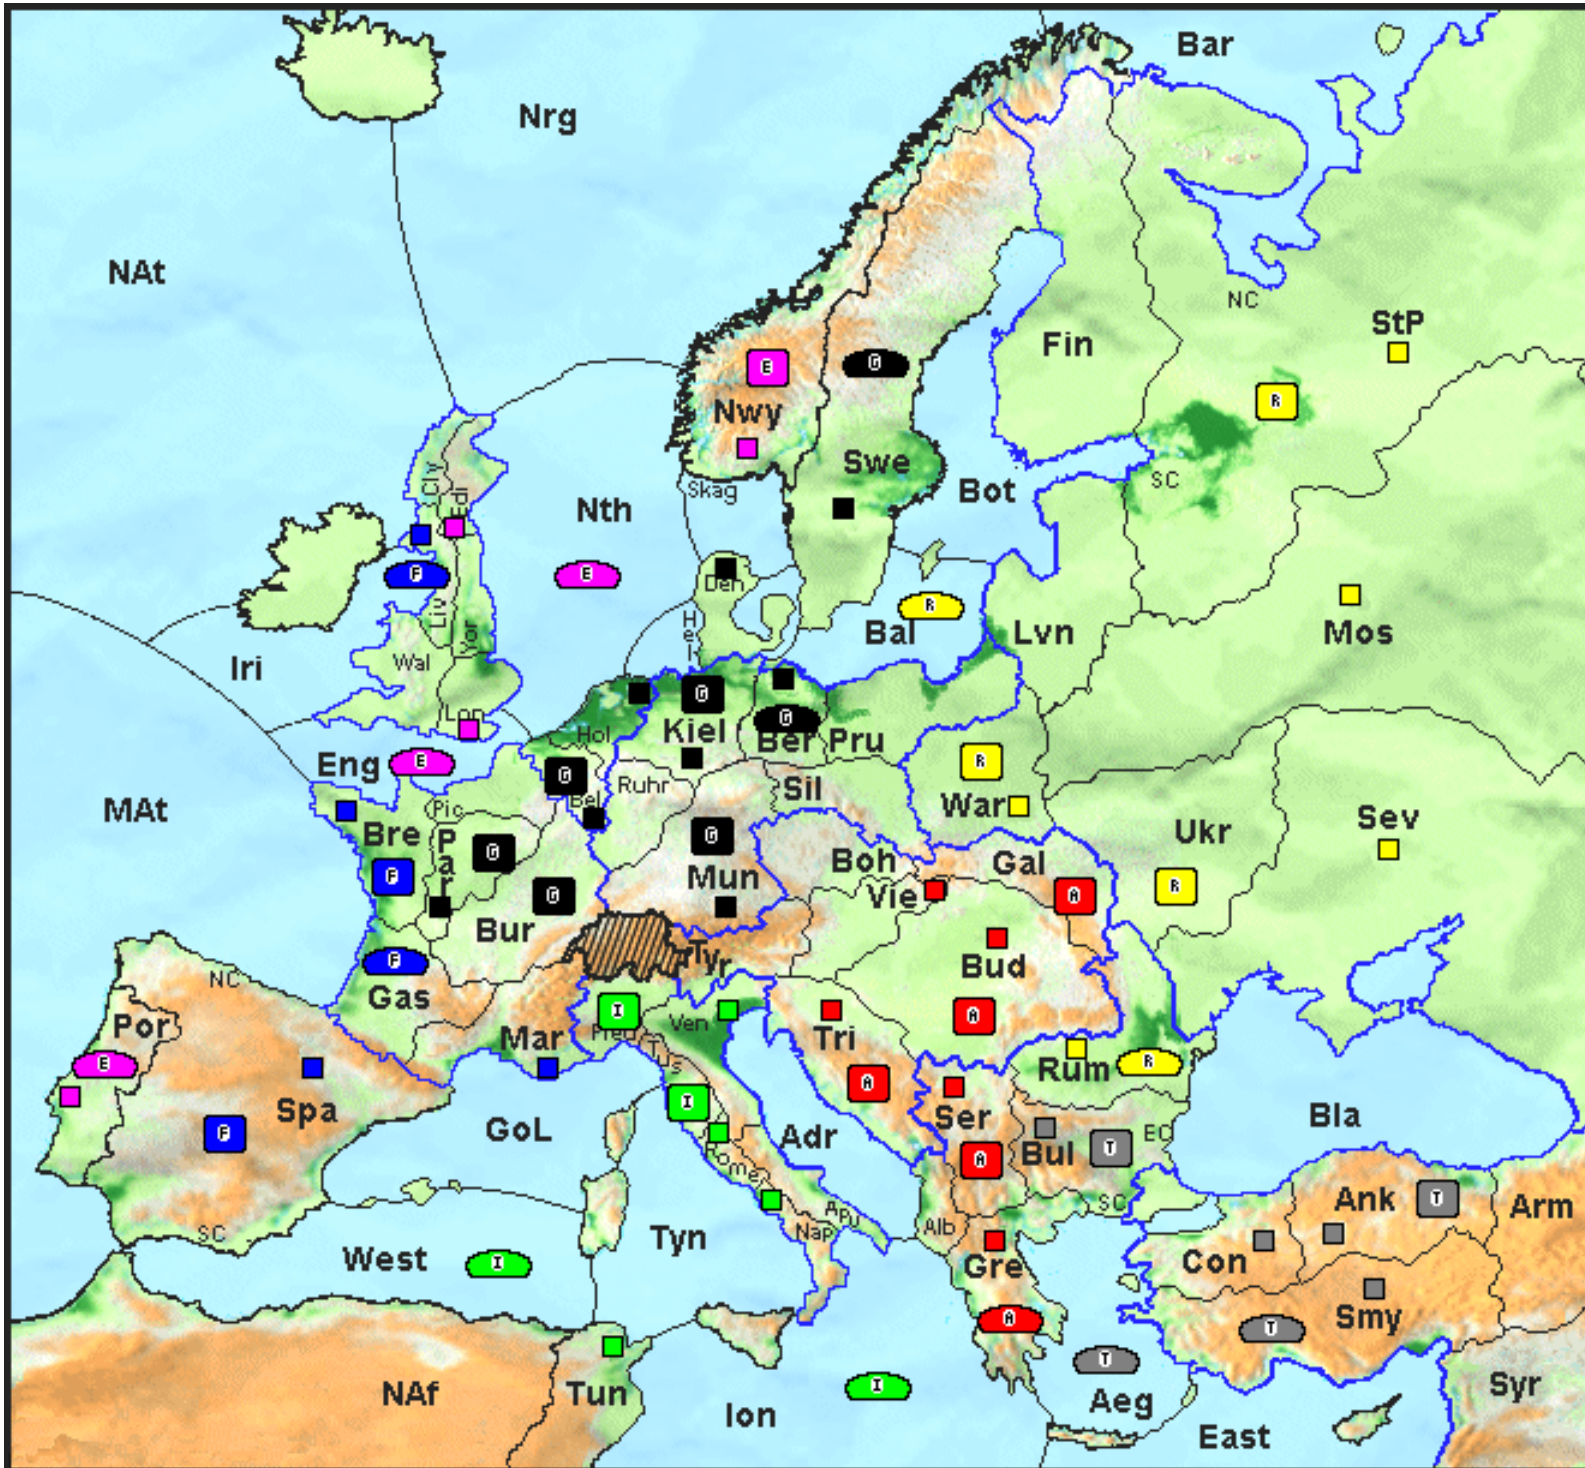 Bar
Nrg
NAt
NC
StP
Fin
E
G
R
Nwy
Swe
SC
Cly
Edi
Skag
Bot
Nth
F
E
Den
R
Liv
Yor
Hel
Bal
Lvn
Mos
Iri
Wal
G
Lon
Hol
Kiel
G
Ber
Pru
Eng
E
G
Ruhr
Sil
R
War
MAt
Pic
Bel
Bre
Par
G
G
Boh
Gal
Ukr
Sev
F
G
Mun
Vie
A
R
Bur
F
Tyr
Bud
NC
Gas
Por
I
Pied
Ven
A
Mar
Tus
Tri
E
Rum
R
Spa
I
A
Ser
F
GoL
Adr
A
Bul
T
EC
Bla
Rome
Ank
T
Arm
SC
West
I
Tyn
Nap
Apu
Alb
Gre
SC
Con
A
T
Smy
NAf
Tun
Ion
I
T
Aeg
East
Syr